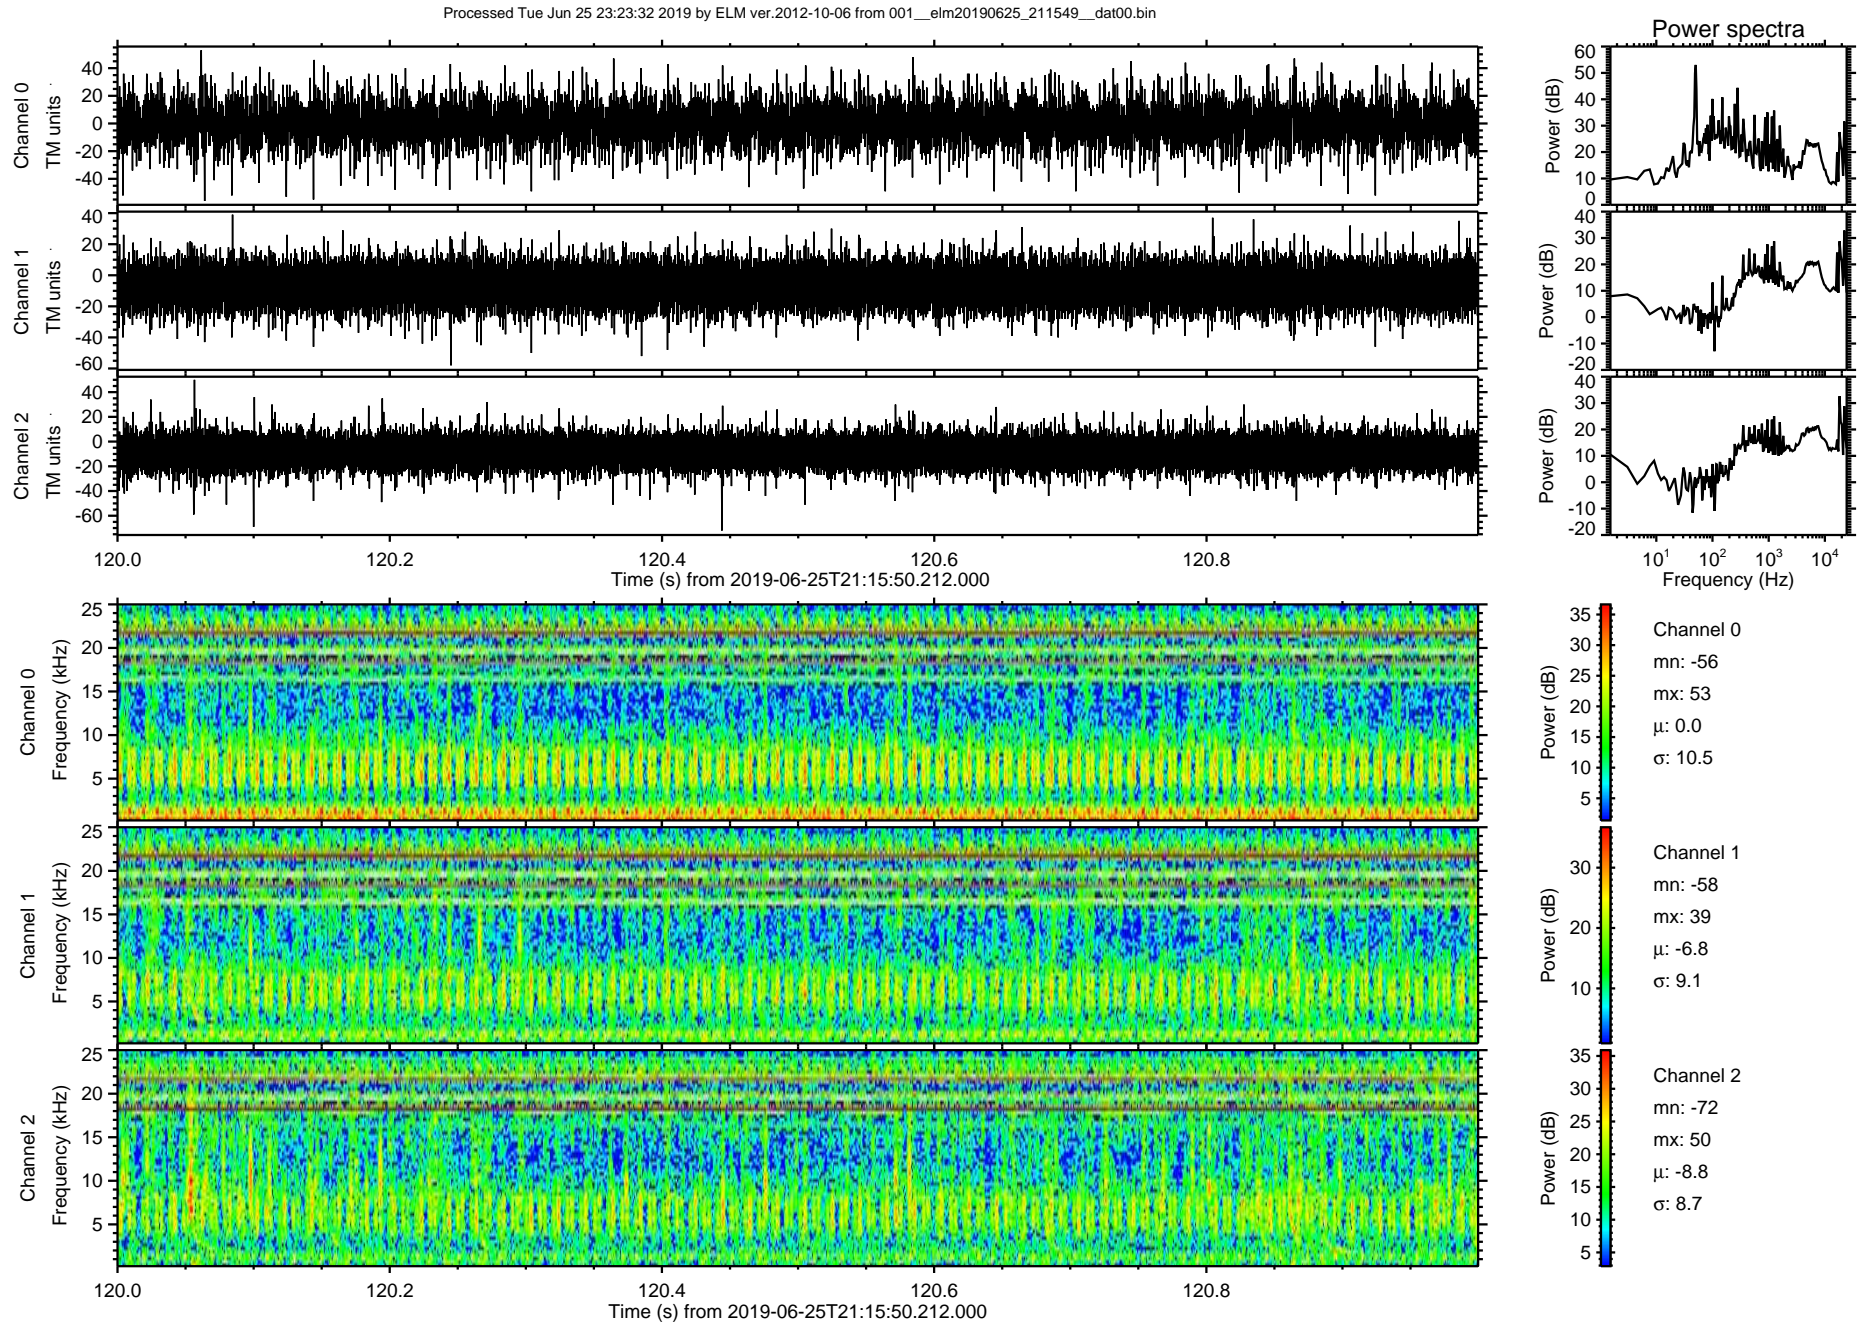 Processed Tue Jun 25 23:23:32 2019 by ELM ver.2012-10-06 from 001__elm20190625_211549__dat00.bin
Power spectra
Channel 0
TM units
40
20
0
-20
-40
Power (dB)
60
50
40
30
20
10
0
Channel 1
TM units
40
20
0
-20
-40
-60
Power (dB)
40
30
20
10
0
-10
-20
Channel 2
TM units
40
20
0
-20
-40
-60
Power (dB)
40
30
20
10
0
-10
-20
120.0 120.2 120.4 120.6 120.8
Time (s) from 2019-06-25T21:15:50.212.000
10¹ 10² 10³ 10⁴
Frequency (Hz)
Channel 0
Frequency (kHz)
25
20
15
10
5
Power (dB)
35
30
25
20
15
10
5
Channel 0
mn: -56
mx: 53
μ: 0.0
σ: 10.5
Channel 1
Frequency (kHz)
25
20
15
10
5
Power (dB)
30
20
10
Channel 1
mn: -58
mx: 39
μ: -6.8
σ: 9.1
Channel 2
Frequency (kHz)
25
20
15
10
5
Power (dB)
35
30
25
20
15
10
5
Channel 2
mn: -72
mx: 50
μ: -8.8
σ: 8.7
120.0 120.2 120.4 120.6 120.8
Time (s) from 2019-06-25T21:15:50.212.000